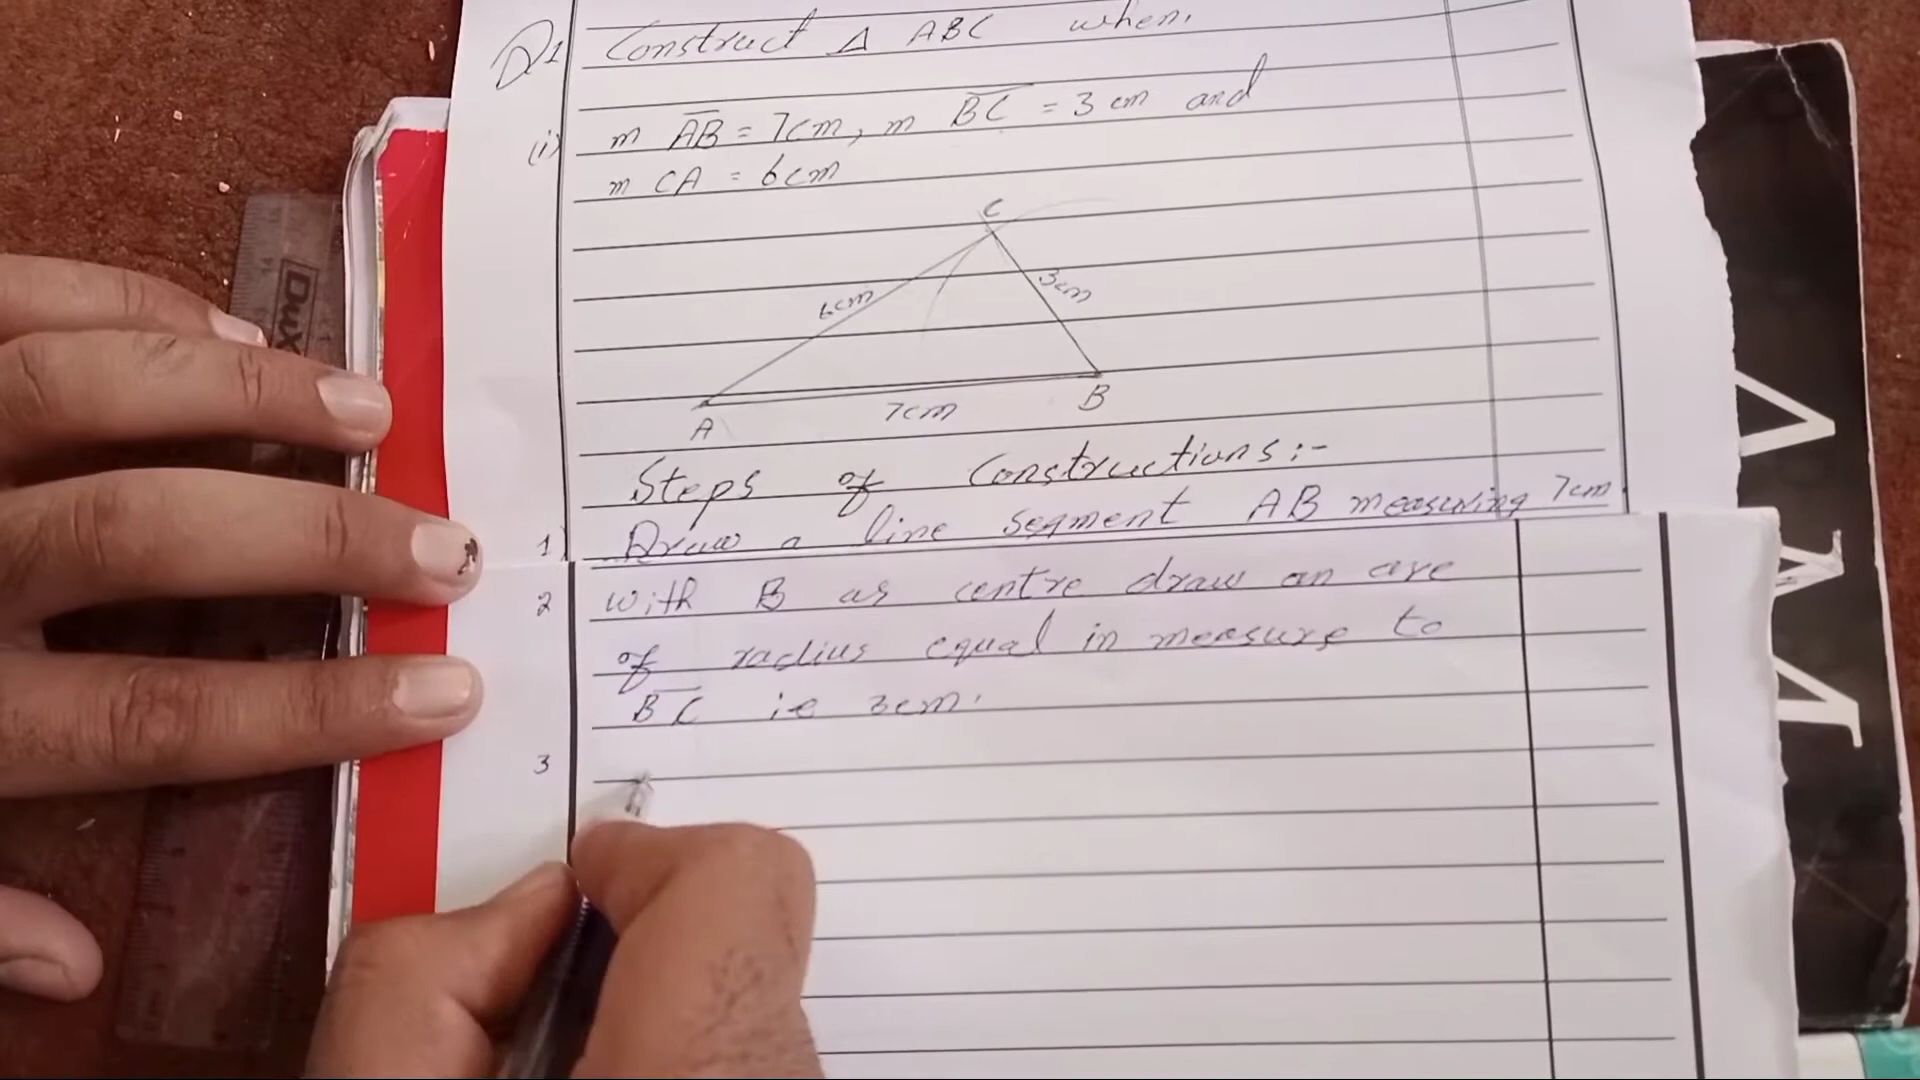 Q1 Construct Δ ABC when,
(i) m AB = 7cm, m BC = 3 cm and
m CA = 6cm
C
6cm
3cm
A
7cm
B
Steps of Constructions:-
1) Draw a line segment AB measuring 7cm.
2 with B as centre draw an arc
of radius equal in measure to
BC ie 3cm.
3
Dux